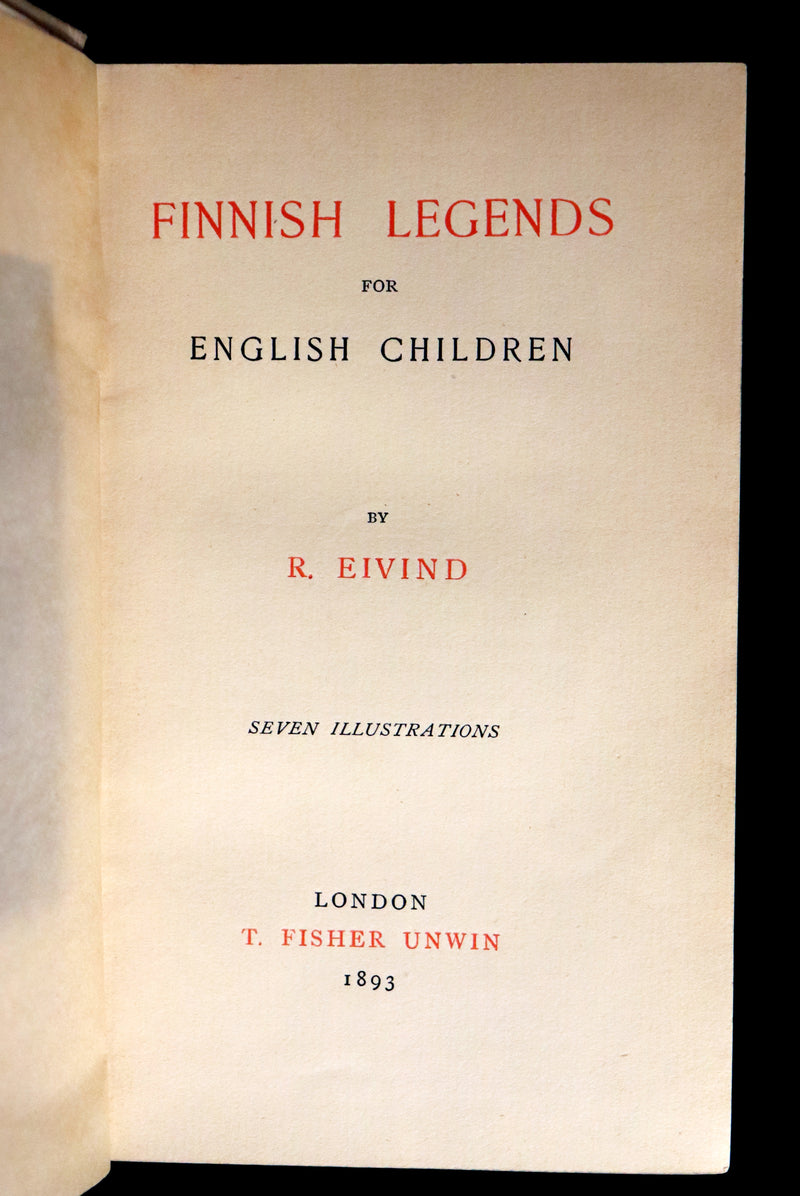 FINNISH LEGENDS
FOR
ENGLISH CHILDREN
BY
R. EIVIND
SEVEN ILLUSTRATIONS
LONDON
T. FISHER UNWIN
1893